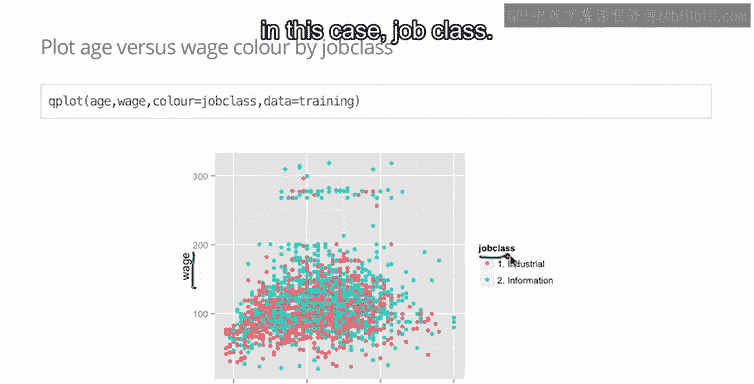 in this case, job class.
Plot age versus wage colour by jobclass
qplot(age,wage,colour=jobclass,data=training)
300
200
100
wage
jobclass
1. Industrial
2. Information